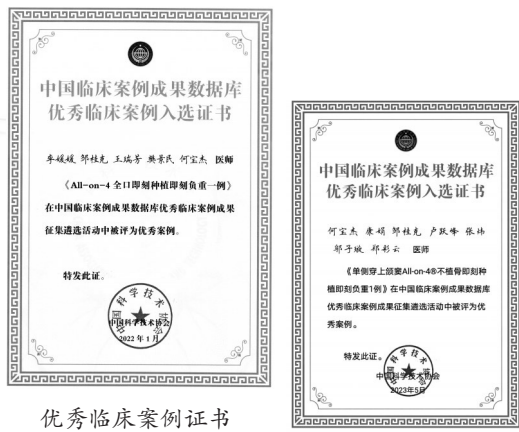 中国临床案例成果数据库
优秀临床案例入选证书
李媛媛 邹桂克 王瑞芳 樊景民 何宝杰 医师
《All-on-4 全口即刻种植即刻负重一例》
在中国临床案例成果数据库优秀临床案例成果
征集遴选活动中被评为优秀案例。
特发此证。
中国科学技术协会
2022年1月
中国临床案例成果数据库
优秀临床案例入选证书
何宝杰 康娟 邹桂克 卢跃峰 张炜
邬子璇 郑彩云 医师
《单侧穿上颌窦All-on-4®不植骨即刻种
植即刻负重1例》在中国临床案例成果数据库
优秀临床案例成果征集遴选活动中被评为优
秀案例。
特发此证。
中国科学技术协会
2023年5月
优秀临床案例证书